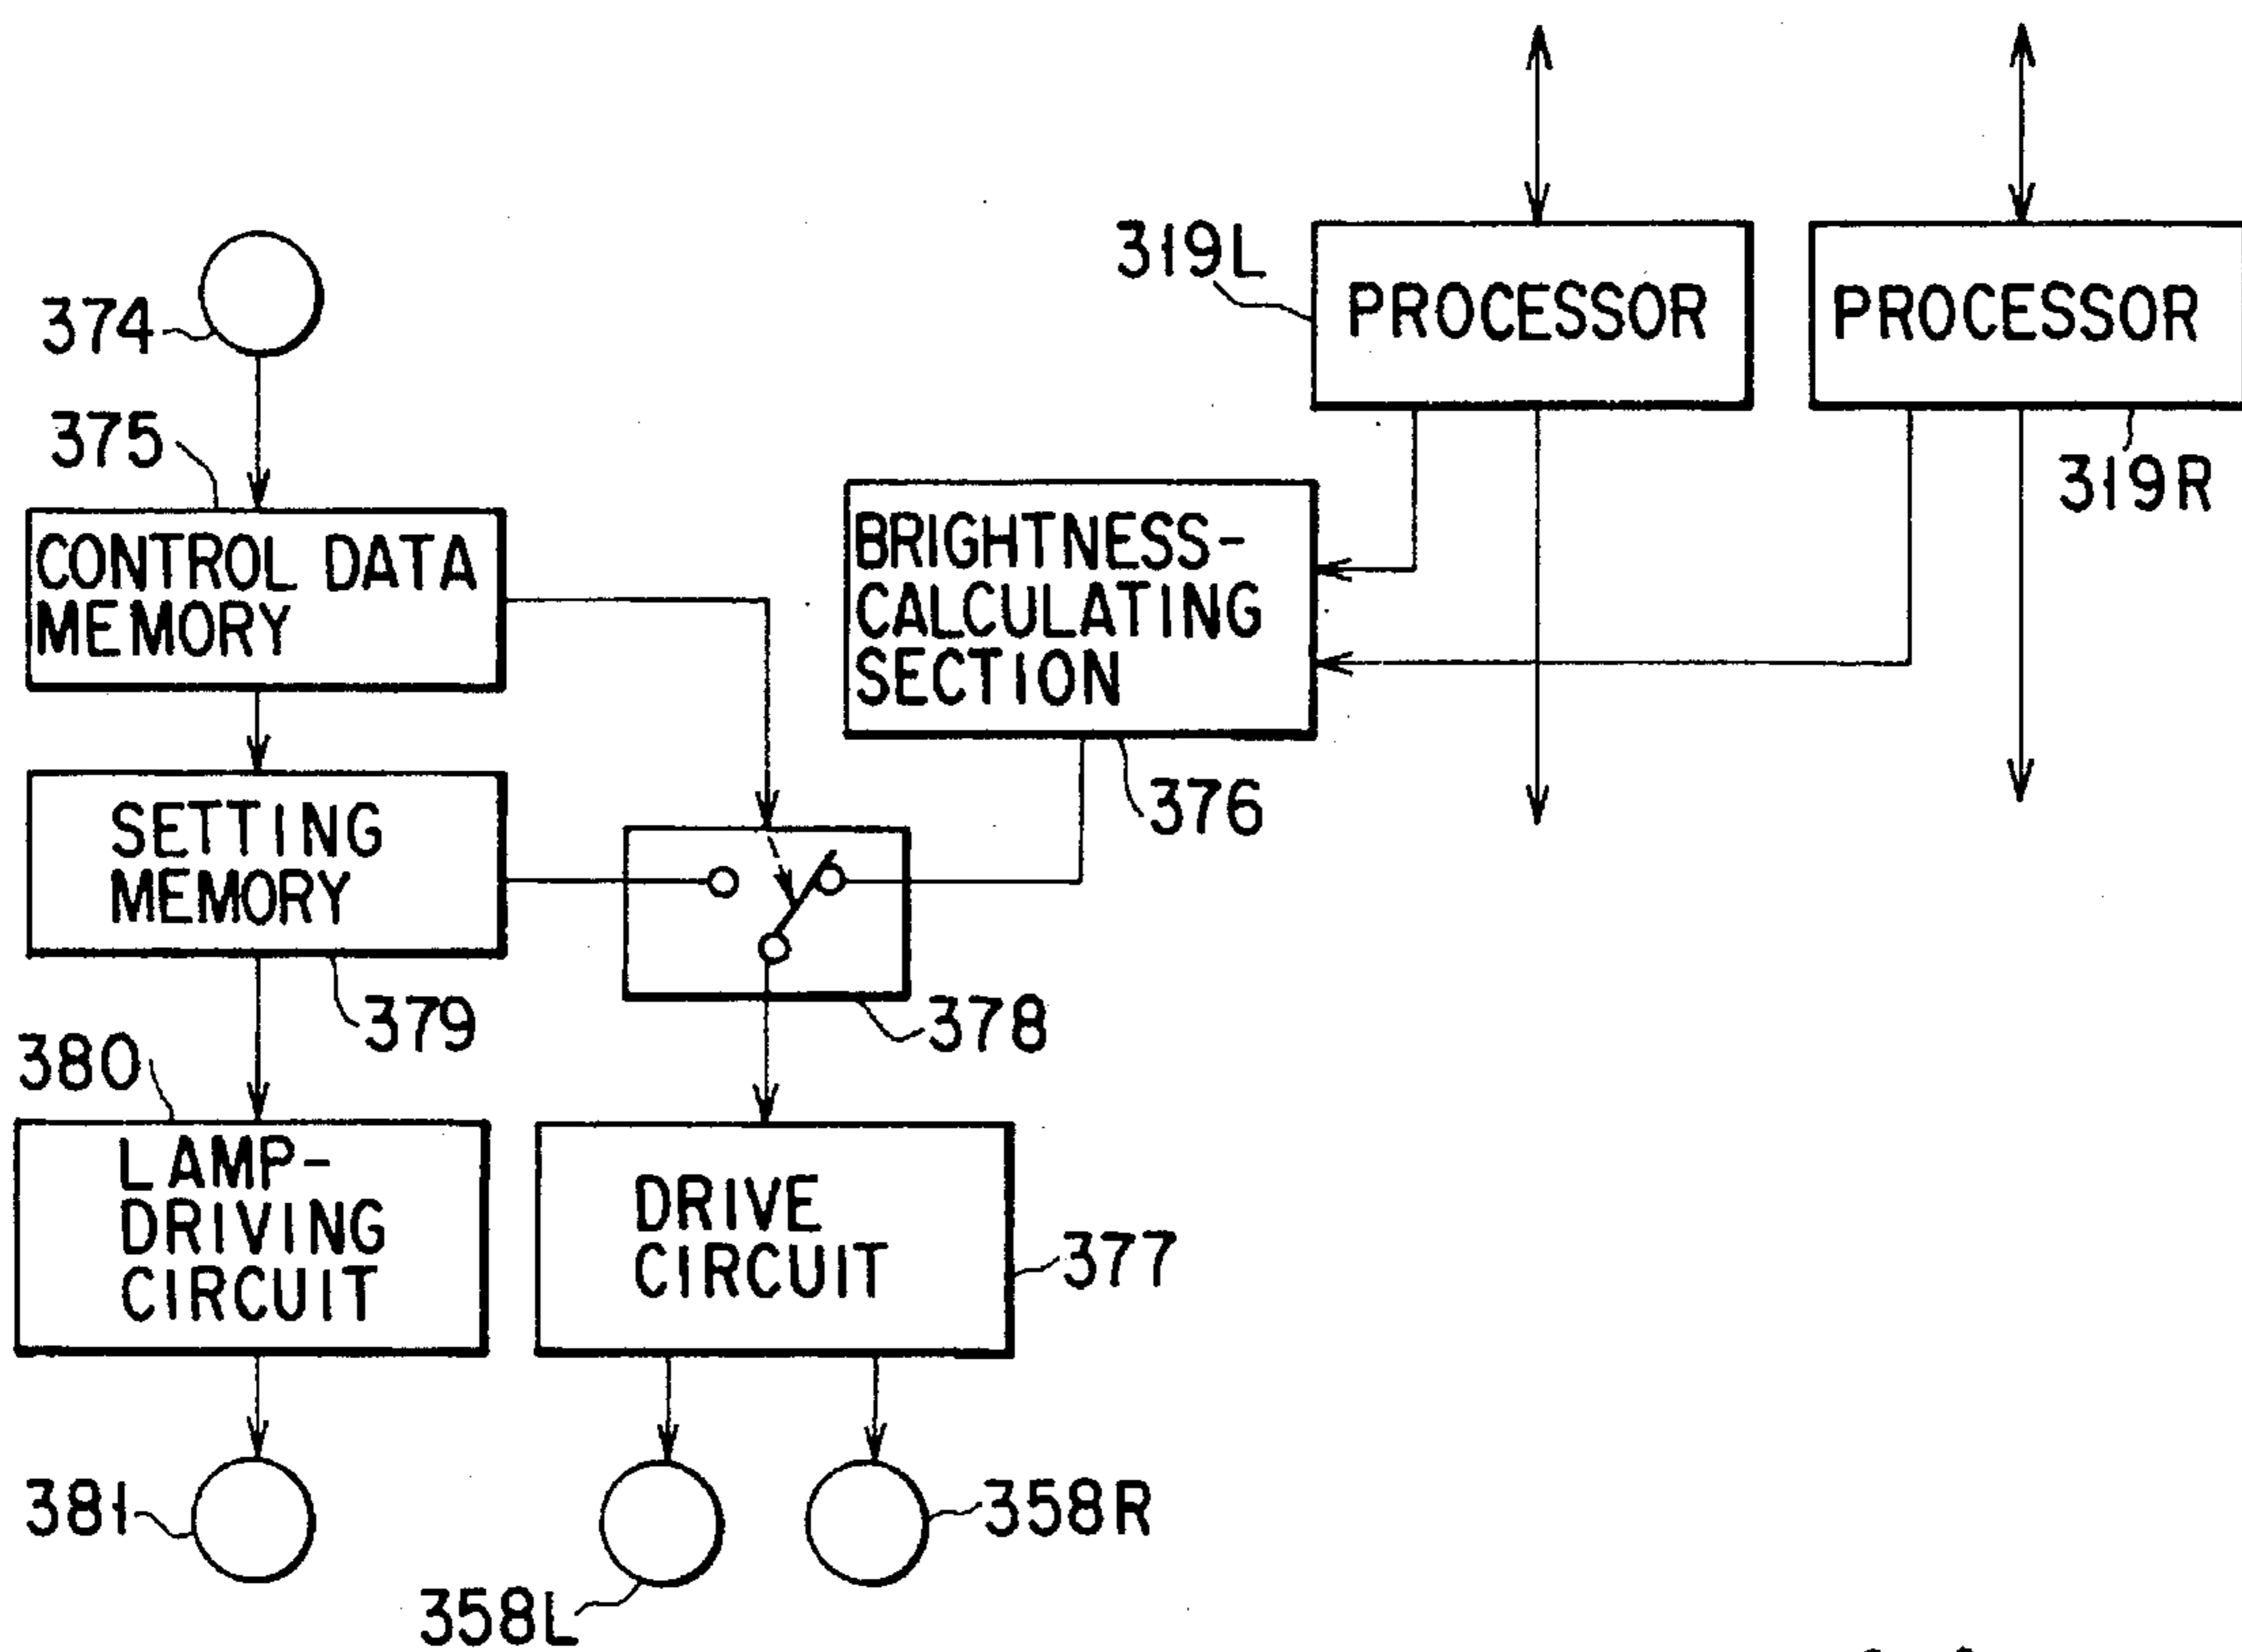 319L
PROCESSOR
PROCESSOR
319R
374
375
CONTROL DATA
MEMORY
BRIGHTNESS-
CALCULATING
SECTION
376
SETTING
MEMORY
379
378
380
LAMP-
DRIVING
CIRCUIT
DRIVE
CIRCUIT
377
381
358L
358R